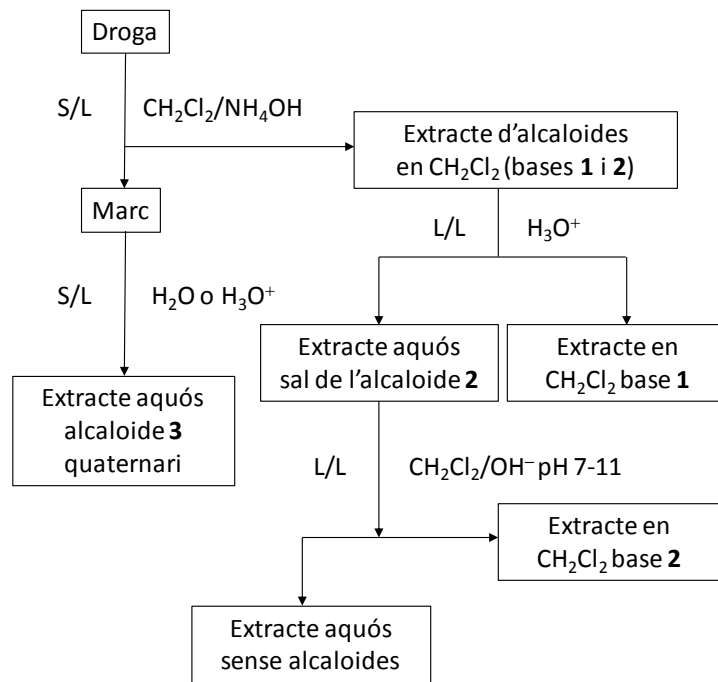 Droga
S/L CH₂Cl₂/NH₄OH
Extracte d'alcaloides
en CH₂Cl₂ (bases 1 i 2)
Marc
L/L H₃O⁺
S/L H₂O o H₃O⁺
Extracte aquós
sal de l'alcaloide 2
Extracte en
CH₂Cl₂ base 1
Extracte aquós
alcaloide 3
quaternari
L/L CH₂Cl₂/OH⁻ pH 7-11
Extracte en
CH₂Cl₂ base 2
Extracte aquós
sense alcaloides